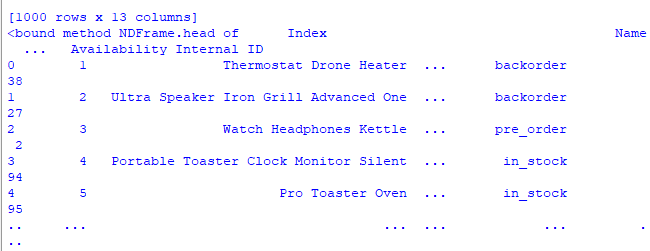 [1000 rows x 13 columns]
<bound method NDFrame.head of      Index                                    Name
  ...  Availability Internal ID
0        1                 Thermostat Drone Heater  ...      backorder
38
1        2   Ultra Speaker Iron Grill Advanced One  ...      backorder
27
2        3                 Watch Headphones Kettle  ...      pre_order
 2
3        4   Portable Toaster Clock Monitor Silent  ...       in_stock
94
4        5                        Pro Toaster Oven  ...       in_stock
95
..     ...                                     ...  ...            ...         .
..